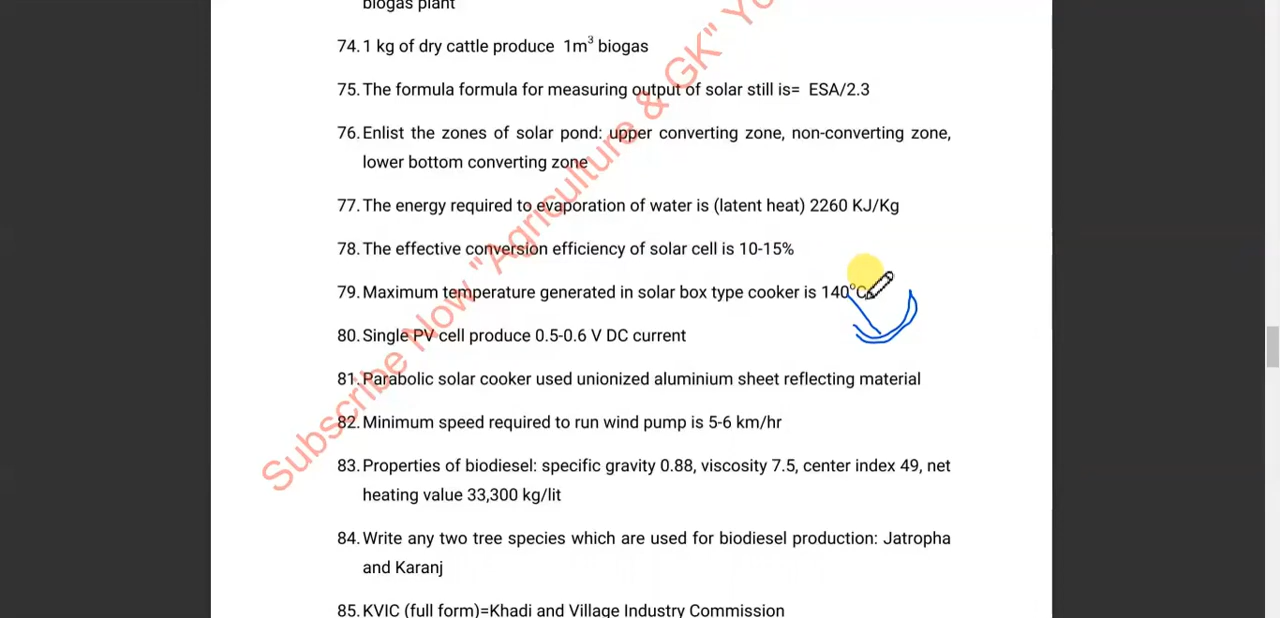 biogas plant
74. 1 kg of dry cattle produce 1m³ biogas
75. The formula formula for measuring output of solar still is= ESA/2.3
76. Enlist the zones of solar pond: upper converting zone, non-converting zone,
lower bottom converting zone
77. The energy required to evaporation of water is (latent heat) 2260 KJ/Kg
78. The effective conversion efficiency of solar cell is 10-15%
79. Maximum temperature generated in solar box type cooker is 140°C
80. Single PV cell produce 0.5-0.6 V DC current
81. Parabolic solar cooker used unionized aluminium sheet reflecting material
82. Minimum speed required to run wind pump is 5-6 km/hr
83. Properties of biodiesel: specific gravity 0.88, viscosity 7.5, center index 49, net
heating value 33,300 kg/lit
84. Write any two tree species which are used for biodiesel production: Jatropha
and Karanj
85. KVIC (full form)=Khadi and Village Industry Commission
Subscribe Now "Agriculture & GK"